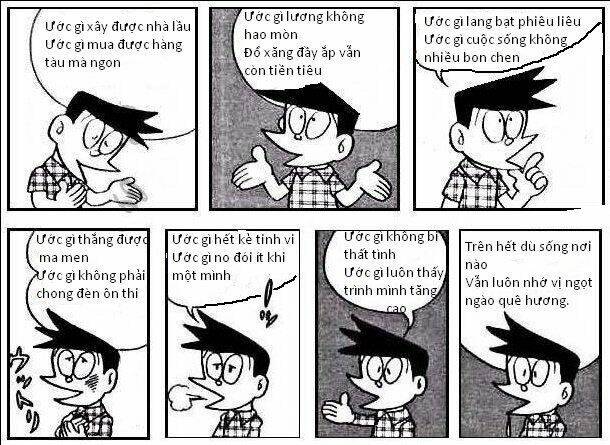 Ước gì xây được nhà lầu
Ước gì mua được hàng
tàu mà ngon
Ước gì lương không
hao mòn
Đổ xăng đầy ắp vẫn
còn tiền tiêu
Ước gì lang bạt phiêu liêu
Ước gì cuộc sống không
nhiều bon chen
Ước gì thắng được
ma men
Ước gì không phải
chong đèn ôn thi
Ước gì hết kè tinh vi
Ước gì no đói ít khi
một mình
Ước gì không bị
thất tình
Ước gì luôn thấy
trình mình tăng
cao
Trên hết dù sống nơi
nào
Vẫn luôn nhớ vị ngọt
ngào quê hương.